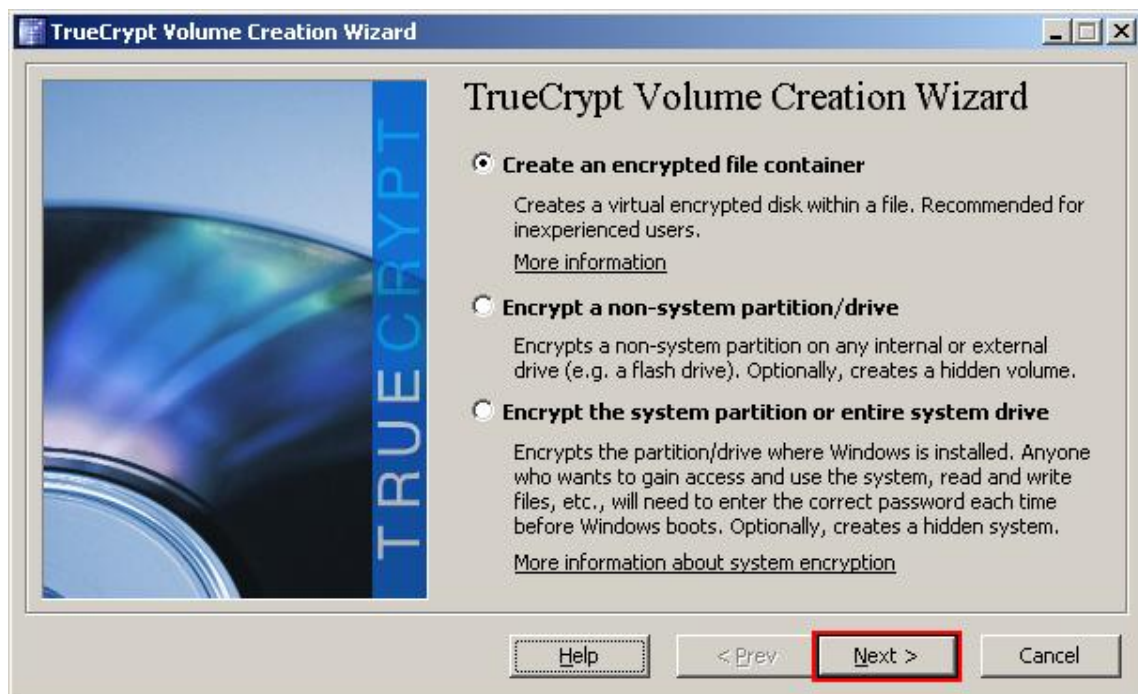 TrueCrypt Volume Creation Wizard
TRUECRYPT
TrueCrypt Volume Creation Wizard
Create an encrypted file container
Creates a virtual encrypted disk within a file. Recommended for
inexperienced users.
More information
Encrypt a non-system partition/drive
Encrypts a non-system partition on any internal or external
drive (e.g. a flash drive). Optionally, creates a hidden volume.
Encrypt the system partition or entire system drive
Encrypts the partition/drive where Windows is installed. Anyone
who wants to gain access and use the system, read and write
files, etc., will need to enter the correct password each time
before Windows boots. Optionally, creates a hidden system.
More information about system encryption
Help
< Prev
Next >
Cancel